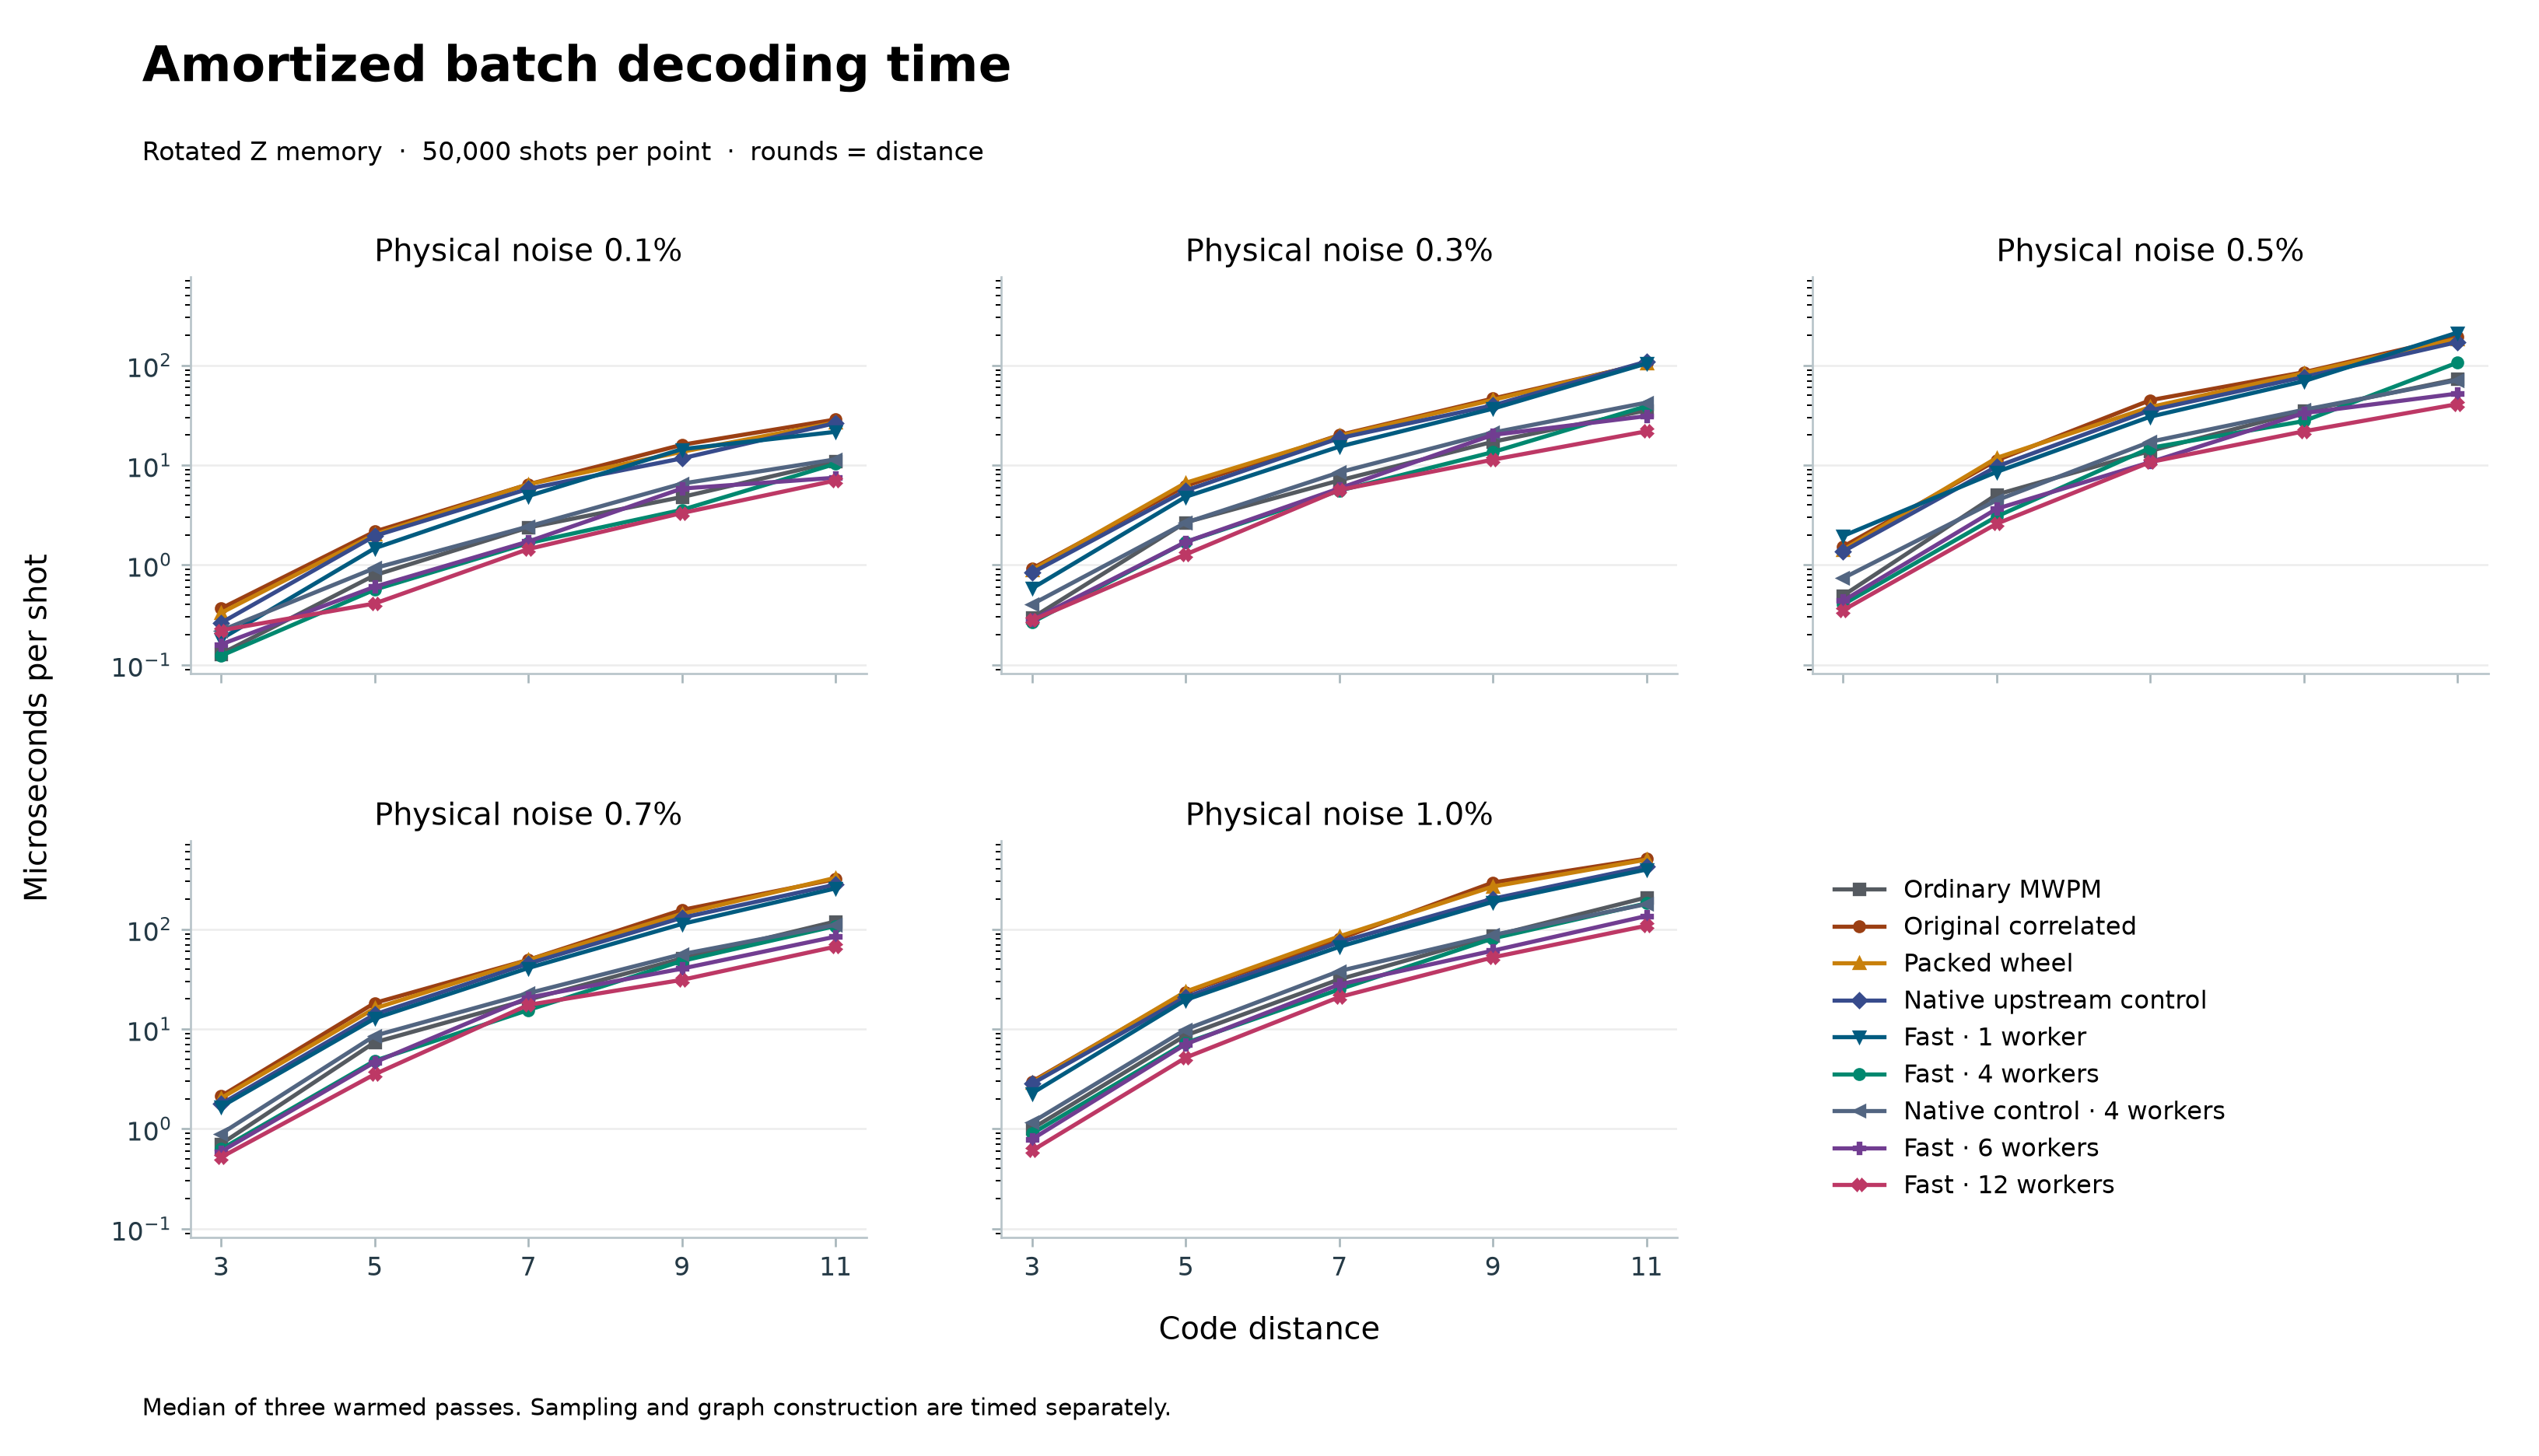 Amortized batch decoding time
Rotated Z memory · 50,000 shots per point · rounds = distance
Physical noise 0.1%
Physical noise 0.3%
Physical noise 0.5%
10²
10¹
10⁰
10⁻¹
Microseconds per shot
Physical noise 0.7%
Physical noise 1.0%
10²
10¹
10⁰
10⁻¹
3 5 7 9 11
3 5 7 9 11
Ordinary MWPM
Original correlated
Packed wheel
Native upstream control
Fast · 1 worker
Fast · 4 workers
Native control · 4 workers
Fast · 6 workers
Fast · 12 workers
Code distance
Median of three warmed passes. Sampling and graph construction are timed separately.